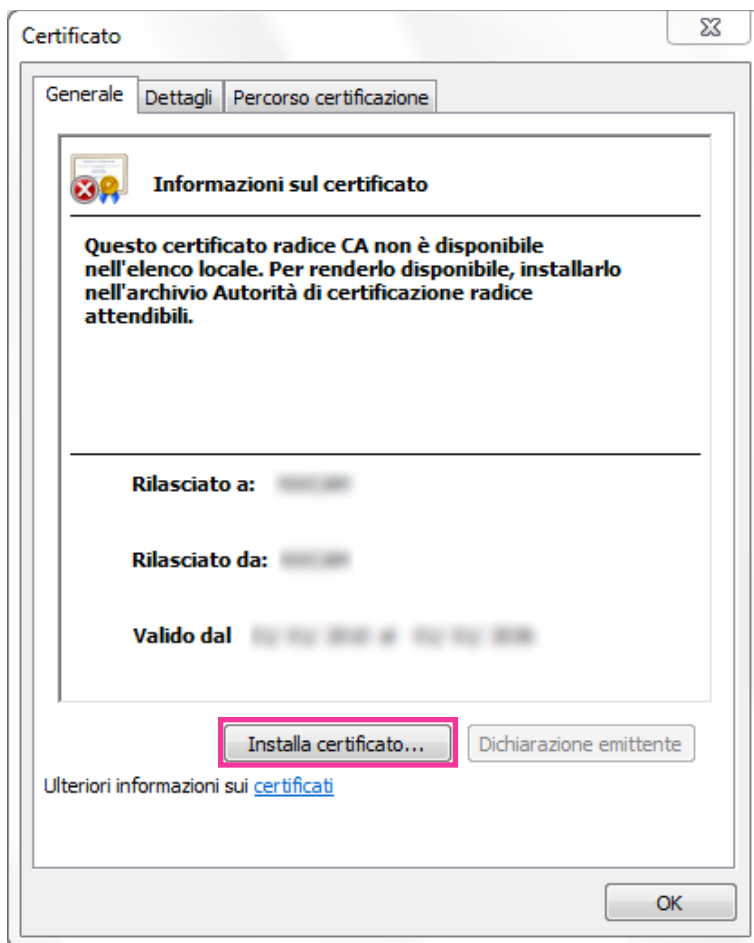 Certificato
Generale Dettagli Percorso certificazione
Informazioni sul certificato
Questo certificato radice CA non è disponibile
nell'elenco locale. Per renderlo disponibile, installarlo
nell'archivio Autorità di certificazione radice
attendibili.
Rilasciato a:
Rilasciato da:
Valido dal
Installa certificato... Dichiarazione emittente
Ulteriori informazioni sui certificati
OK